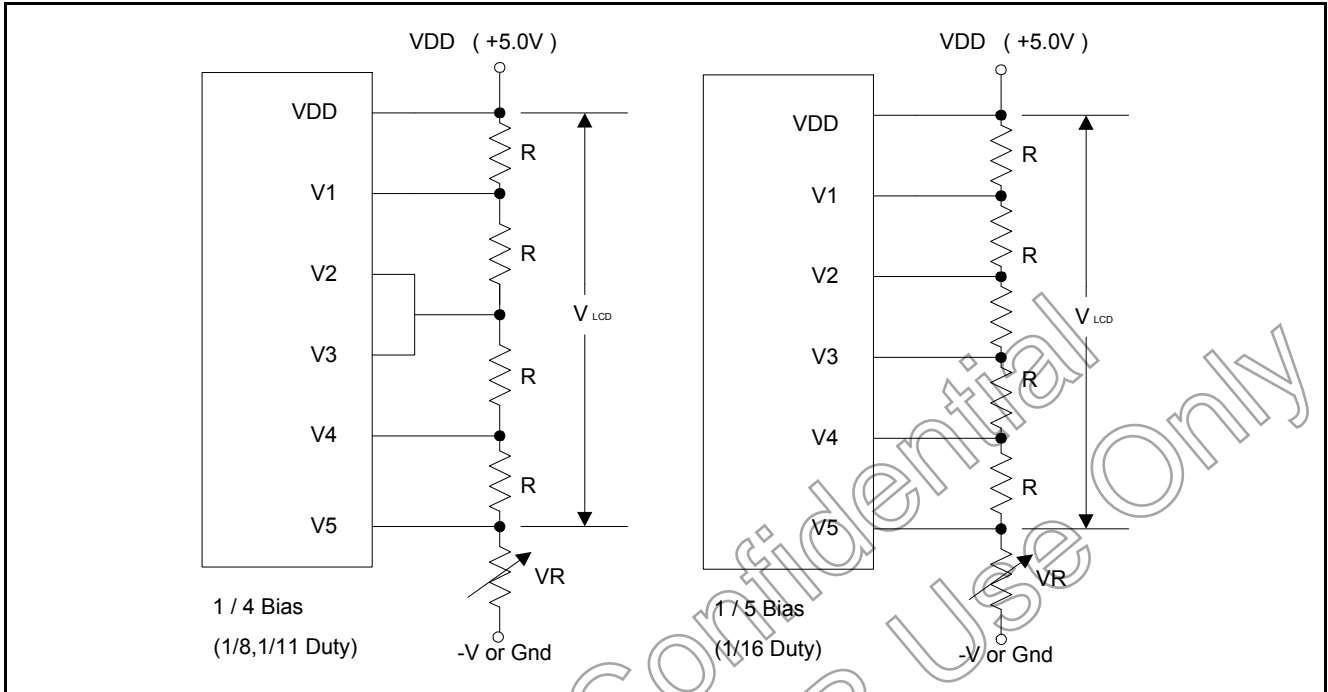 VDD ( +5.0V )
VDD
R
V1
R
V2
V LCD
V3
R
V4
R
V5
VR
1 / 4 Bias
(1/8,1/11 Duty)
-V or Gnd
VDD ( +5.0V )
VDD
R
V1
R
V2
V LCD
V3
R
V4
R
V5
VR
1 / 5 Bias
(1/16 Duty)
-V or Gnd
Confidential
Use Only